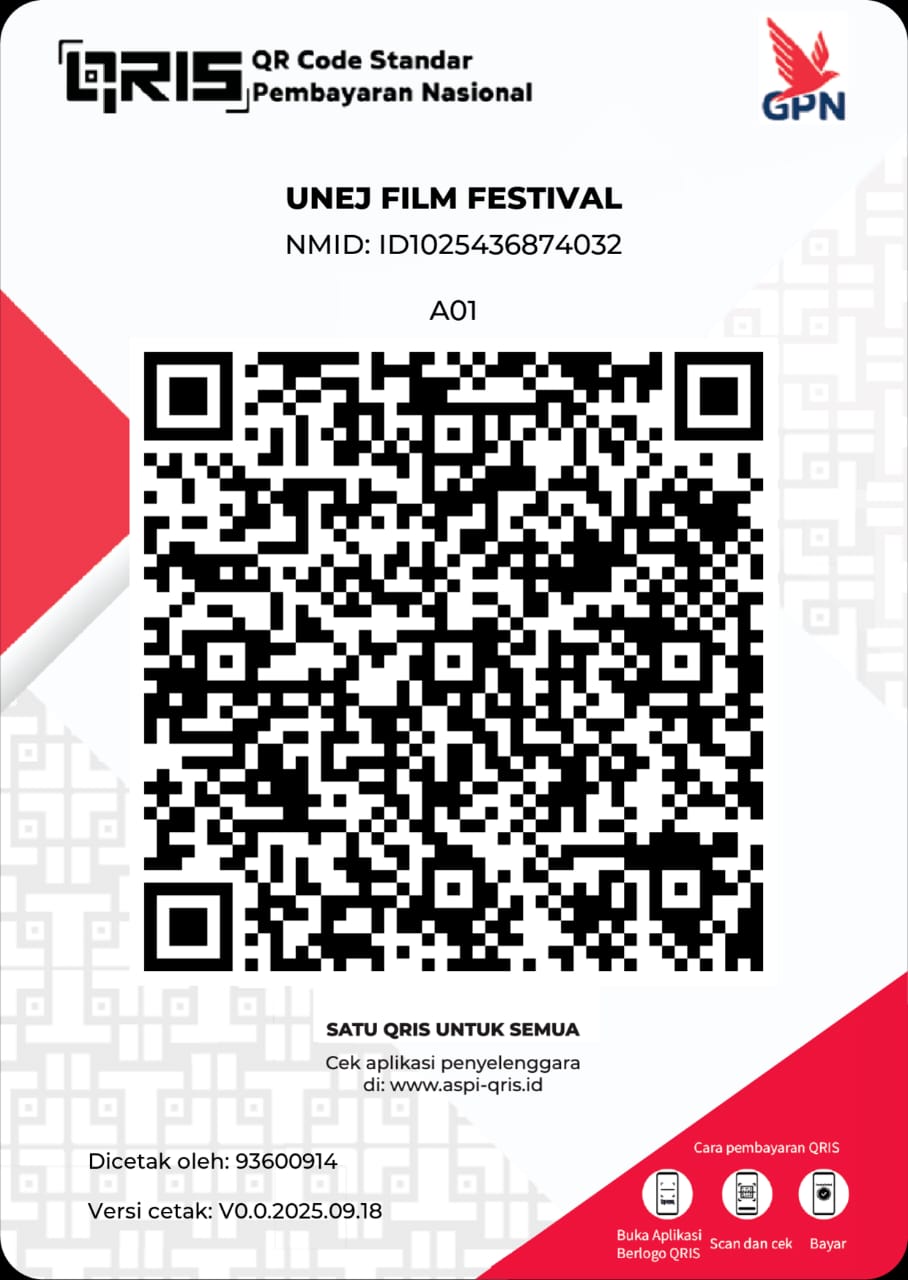 QRIS QR Code Standar
Pembayaran Nasional
GPN
UNEJ FILM FESTIVAL
NMID: ID1025436874032
A01
SATU QRIS UNTUK SEMUA
Cek aplikasi penyelenggara
di: www.aspi-qris.id
Dicetak oleh: 93600914
Versi cetak: V0.0.2025.09.18
Cara pembayaran QRIS
Buka Aplikasi
Berlogo QRIS
Scan dan cek
Bayar